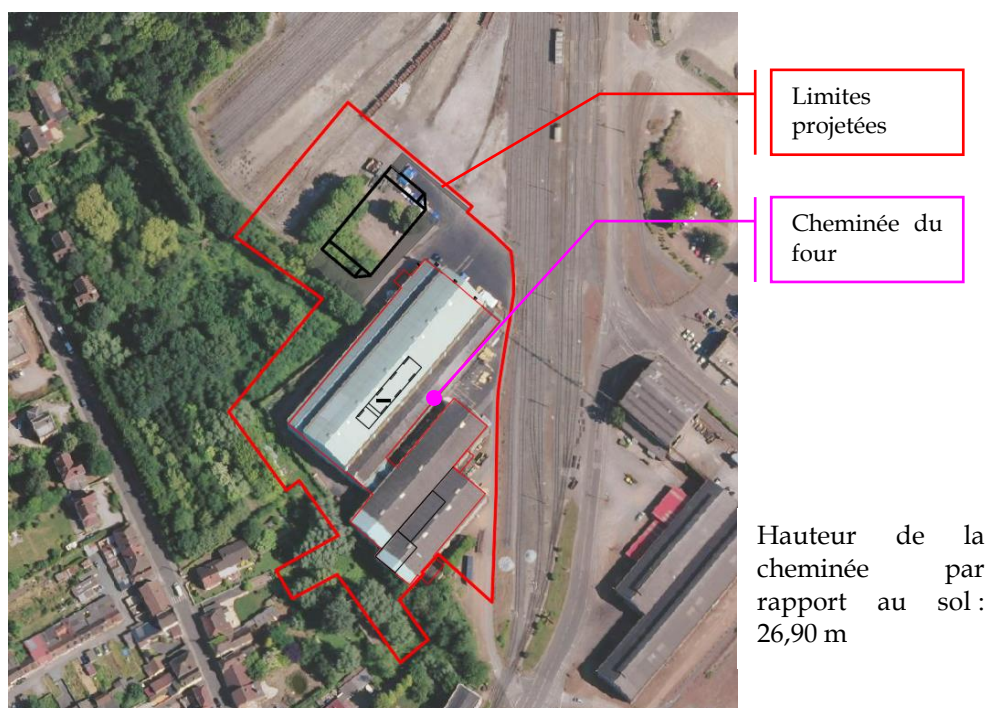 Limites
projetées
Cheminée du
four
Hauteur de la
cheminée par
rapport au sol :
26,90 m